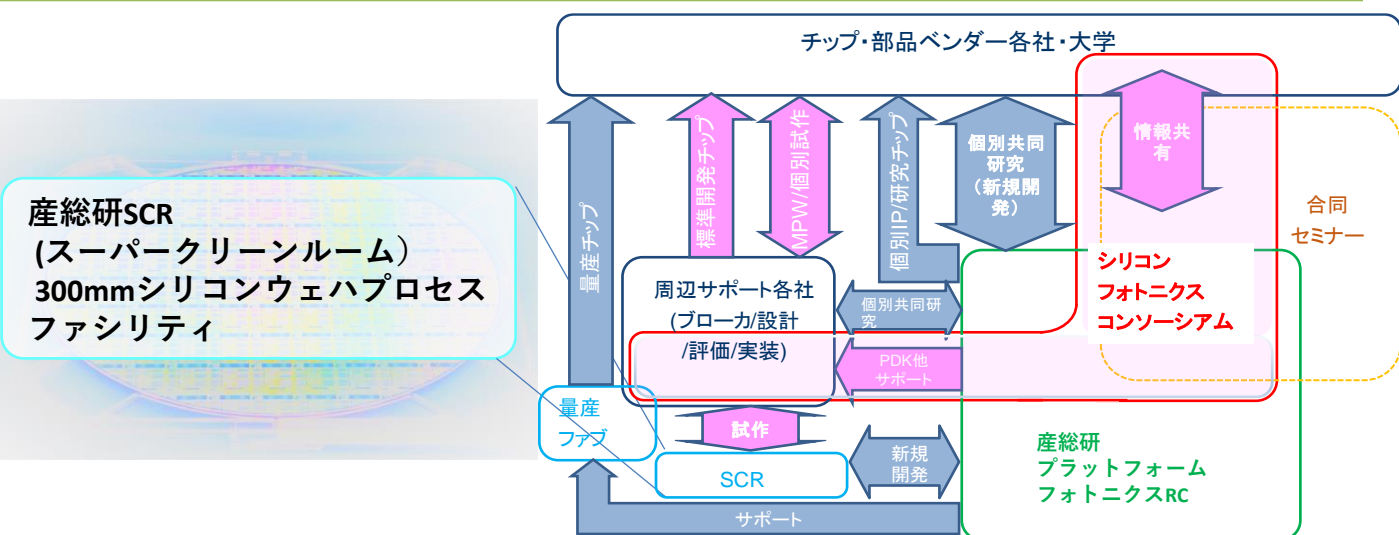 チップ・部品ベンダー各社・大学
量産チップ
標準開発チップ
MPW/個別試作
個別IP/研究チップ
個別共同
研究
（新規開
発）
情報共
有
合同
セミナー
産総研SCR
(スーパークリーンルーム）
300mmシリコンウェハプロセス
ファシリティ
周辺サポート各社
(ブローカ/設計
/評価/実装)
個別共同研
究
PDK他
サポート
シリコン
フォトニクス
コンソーシアム
量産
ファブ
試作
SCR
新規
開発
サポート
産総研
プラットフォーム
フォトニクスRC